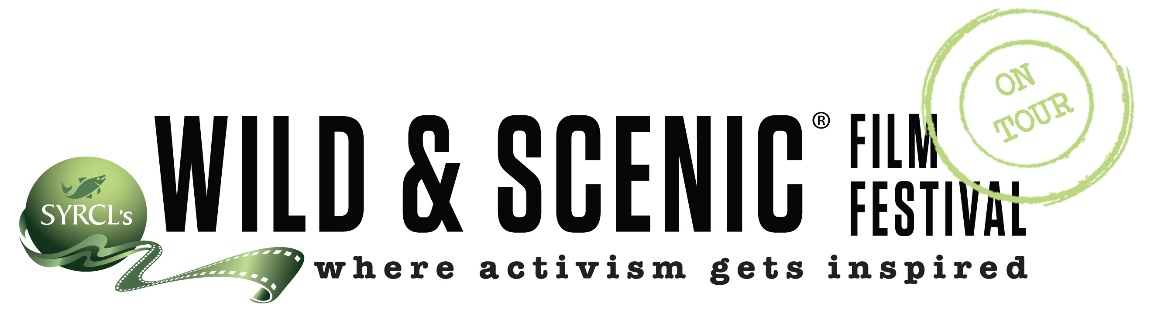 SYRCL's
WILD & SCENIC®
FILM
FESTIVAL
ON
TOUR
where activism gets inspired